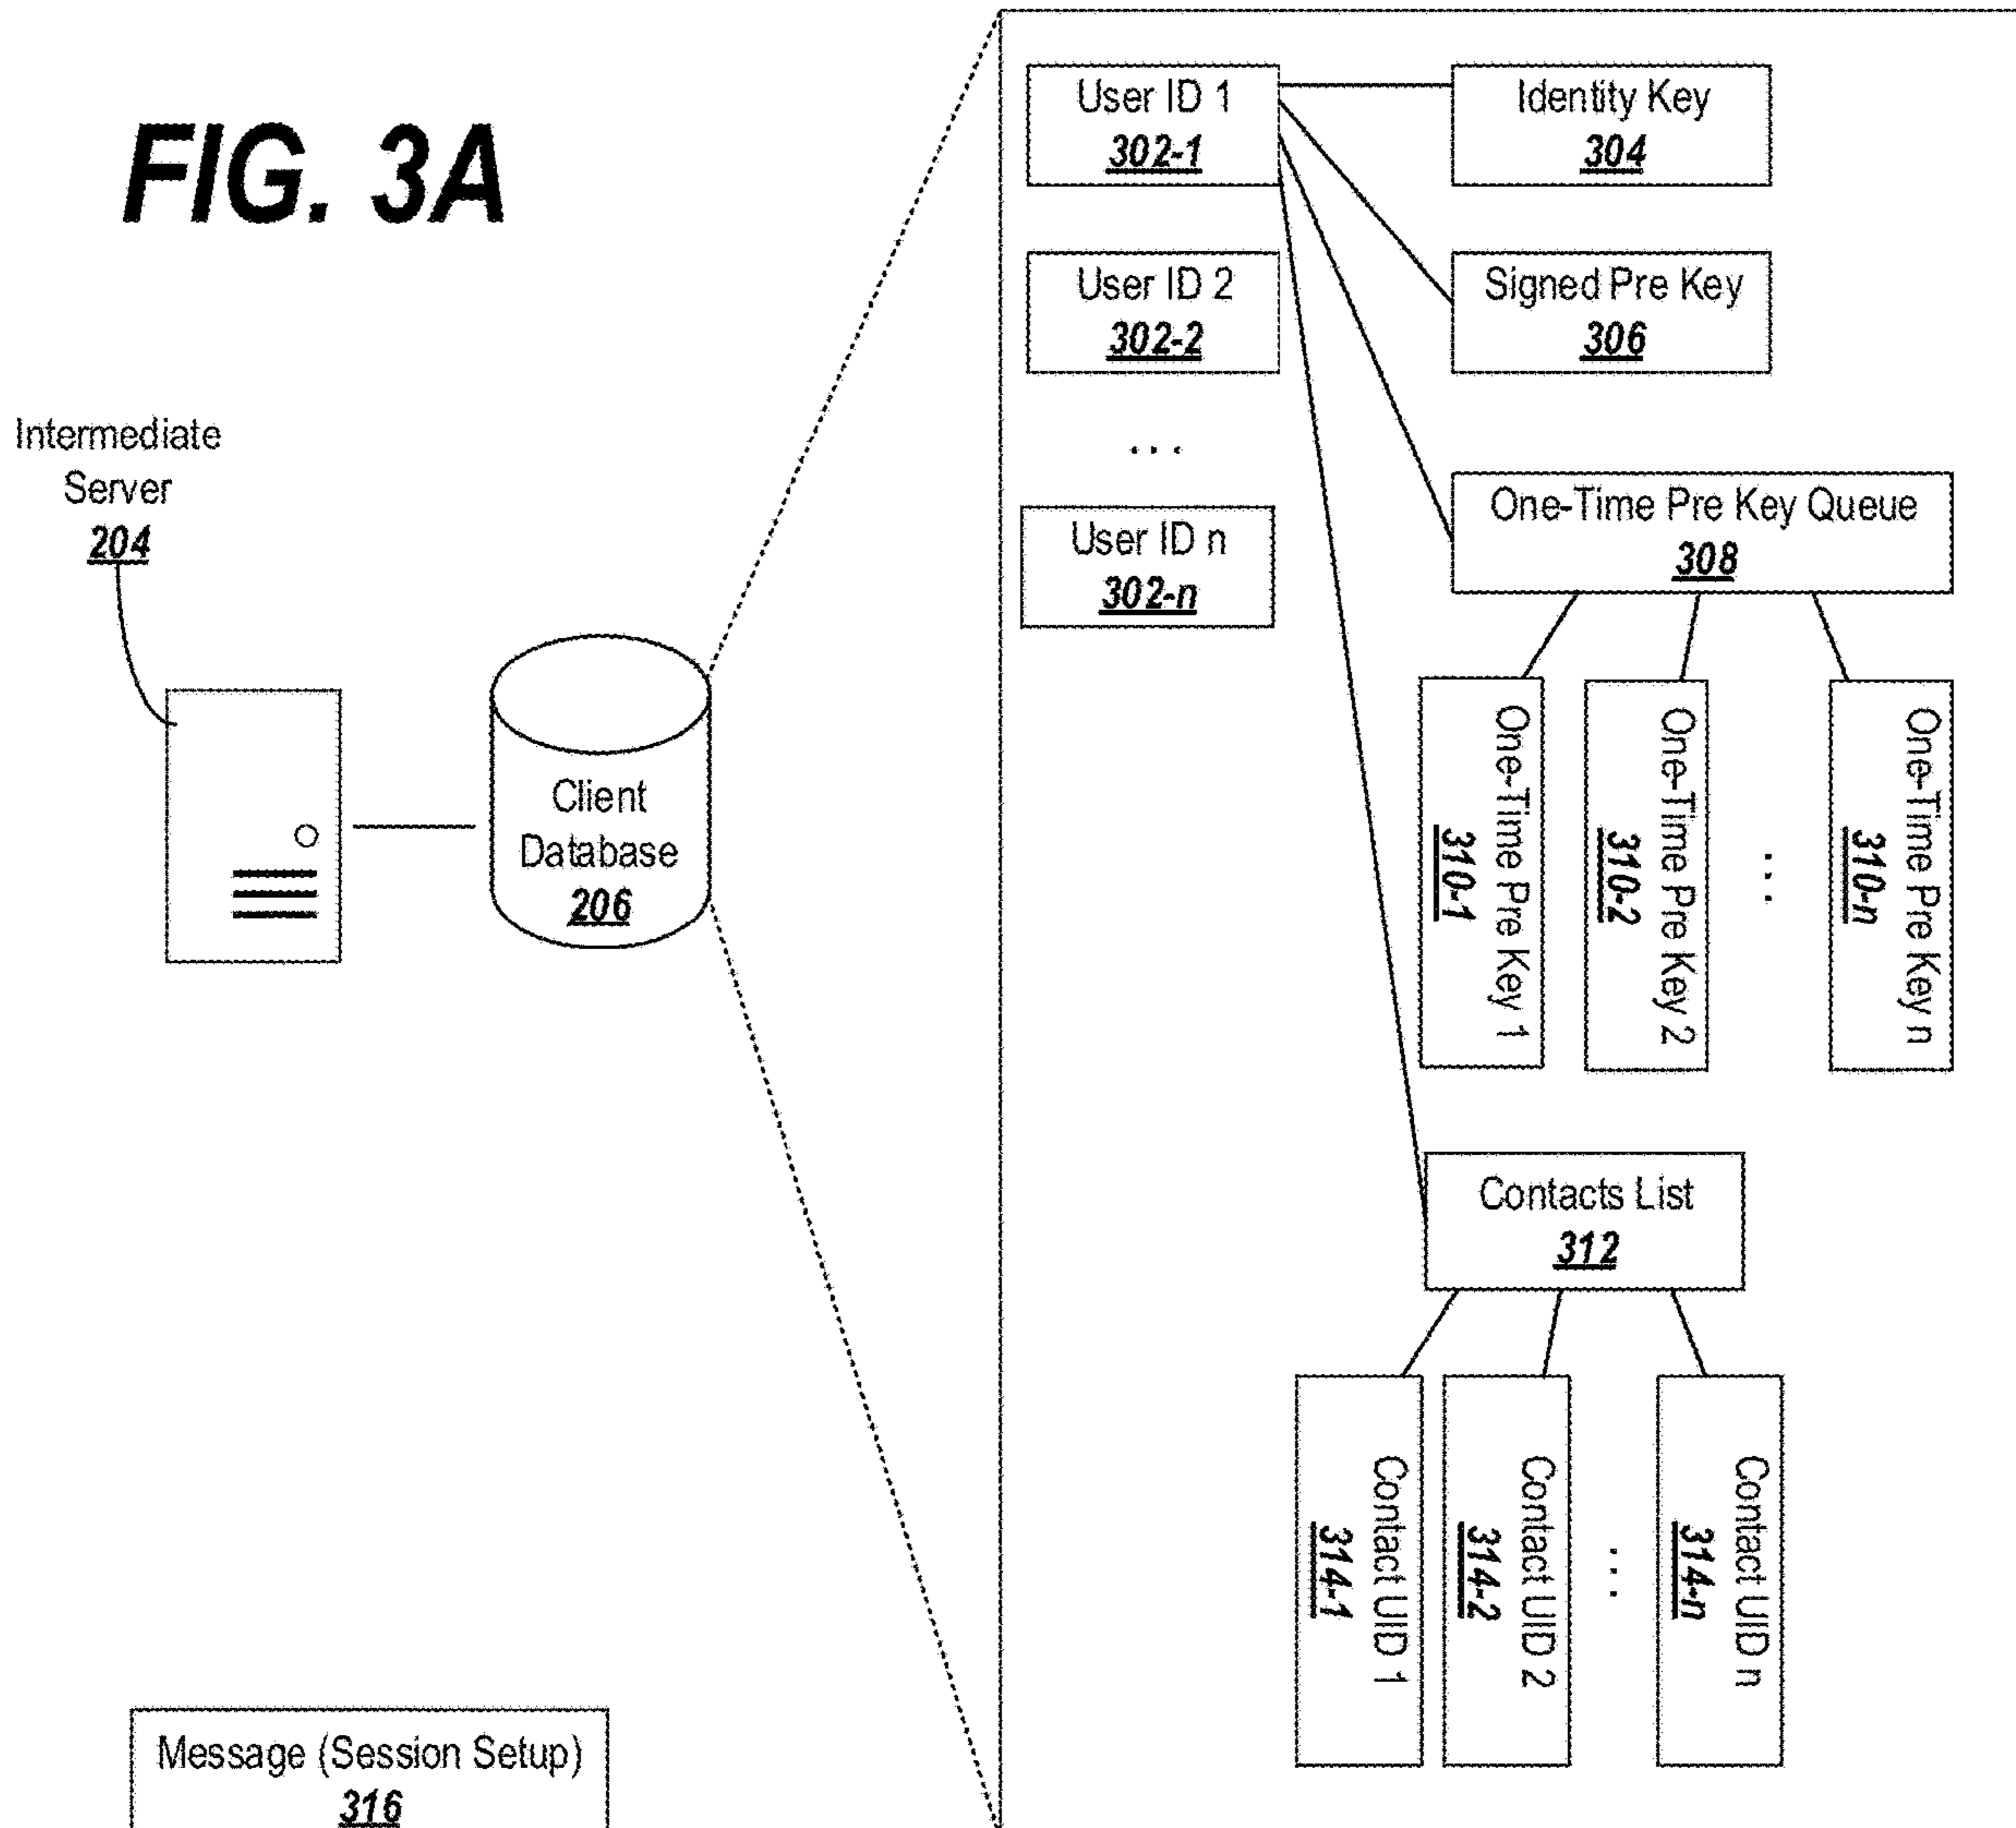 FIG. 3A
Intermediate
Server
204
Client
Database
206
User ID 1
302-1
User ID 2
302-2
...
User ID n
302-n
Identity Key
304
Signed Pre Key
306
One-Time Pre Key Queue
308
One-Time Pre Key 1
310-1
One-Time Pre Key 2
310-2
...
One-Time Pre Key n
310-n
Contacts List
312
Contact UID 1
314-1
Contact UID 2
314-2
...
Contact UID n
314-n
Message (Session Setup)
316